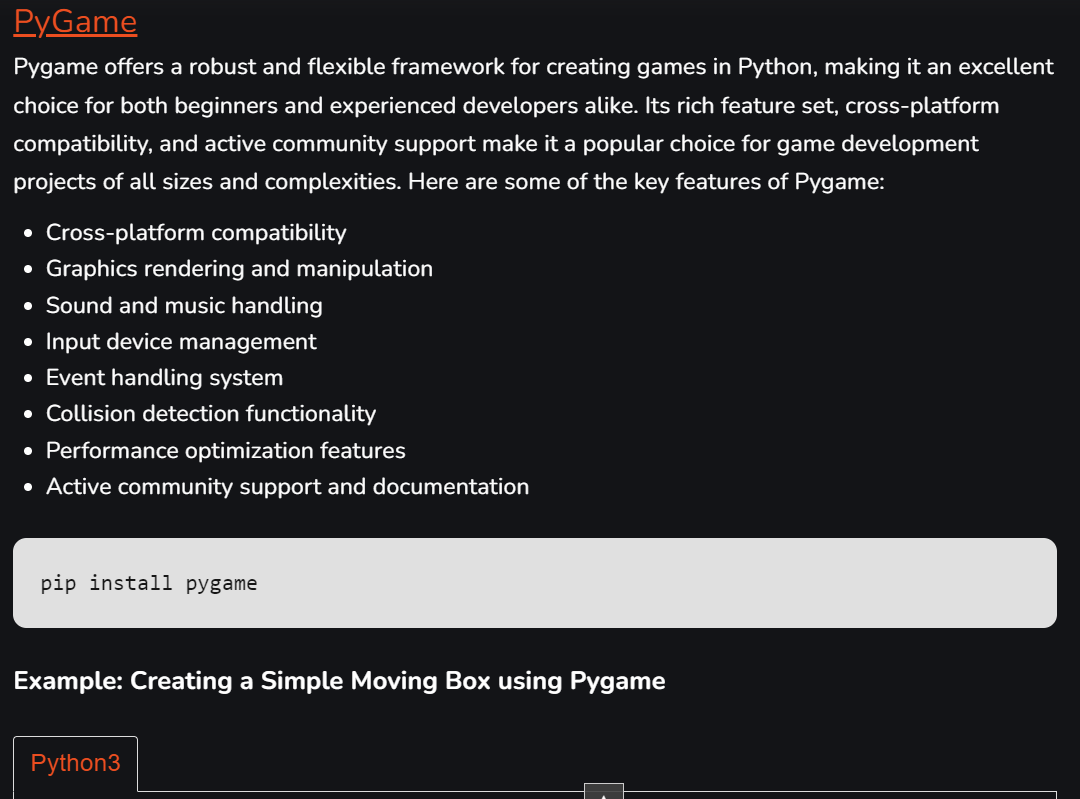 PyGame
Pygame offers a robust and flexible framework for creating games in Python, making it an excellent
choice for both beginners and experienced developers alike. Its rich feature set, cross-platform
compatibility, and active community support make it a popular choice for game development
projects of all sizes and complexities. Here are some of the key features of Pygame:
Cross-platform compatibility
Graphics rendering and manipulation
Sound and music handling
Input device management
Event handling system
Collision detection functionality
Performance optimization features
Active community support and documentation
pip install pygame
Example: Creating a Simple Moving Box using Pygame
Python3